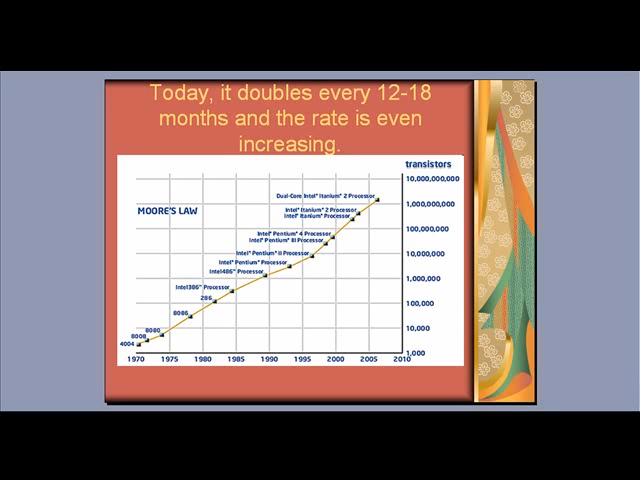 Today, it doubles every 12-18
months and the rate is even
increasing.
transistors
10,000,000,000
Dual-Core Intel® Itanium® 2 Processor
MOORE'S LAW
Intel® Itanium® 2 Processor
1,000,000,000
Intel® Itanium® Processor
100,000,000
Intel® Pentium® 4 Processor
Intel® Pentium® III Processor
Intel® Pentium® II Processor
10,000,000
Intel® Pentium® Processor
Intel486™ Processor
1,000,000
Intel386™ Processor
286
100,000
8086
10,000
8080
8008
4004
1,000
1970 1975 1980 1985 1990 1995 2000 2005 2010